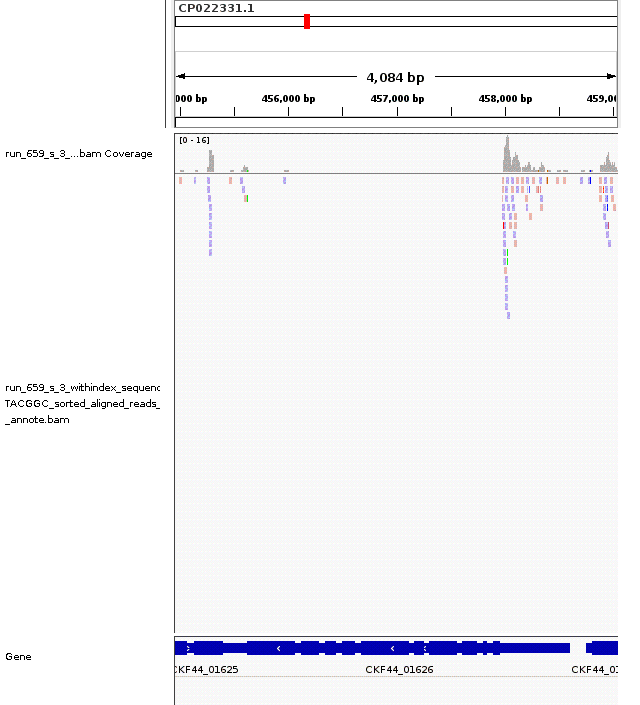 CP022331.1
4,084 bp
000 bp 456,000 bp 457,000 bp 458,000 bp 459,00
[0 - 16]
run_659_s_3_...bam Coverage
run_659_s_3_withindex_sequenc
TACGGC_sorted_aligned_reads_
_annote.bam
Gene
CKF44_01625 CKF44_01626 CKF44_01